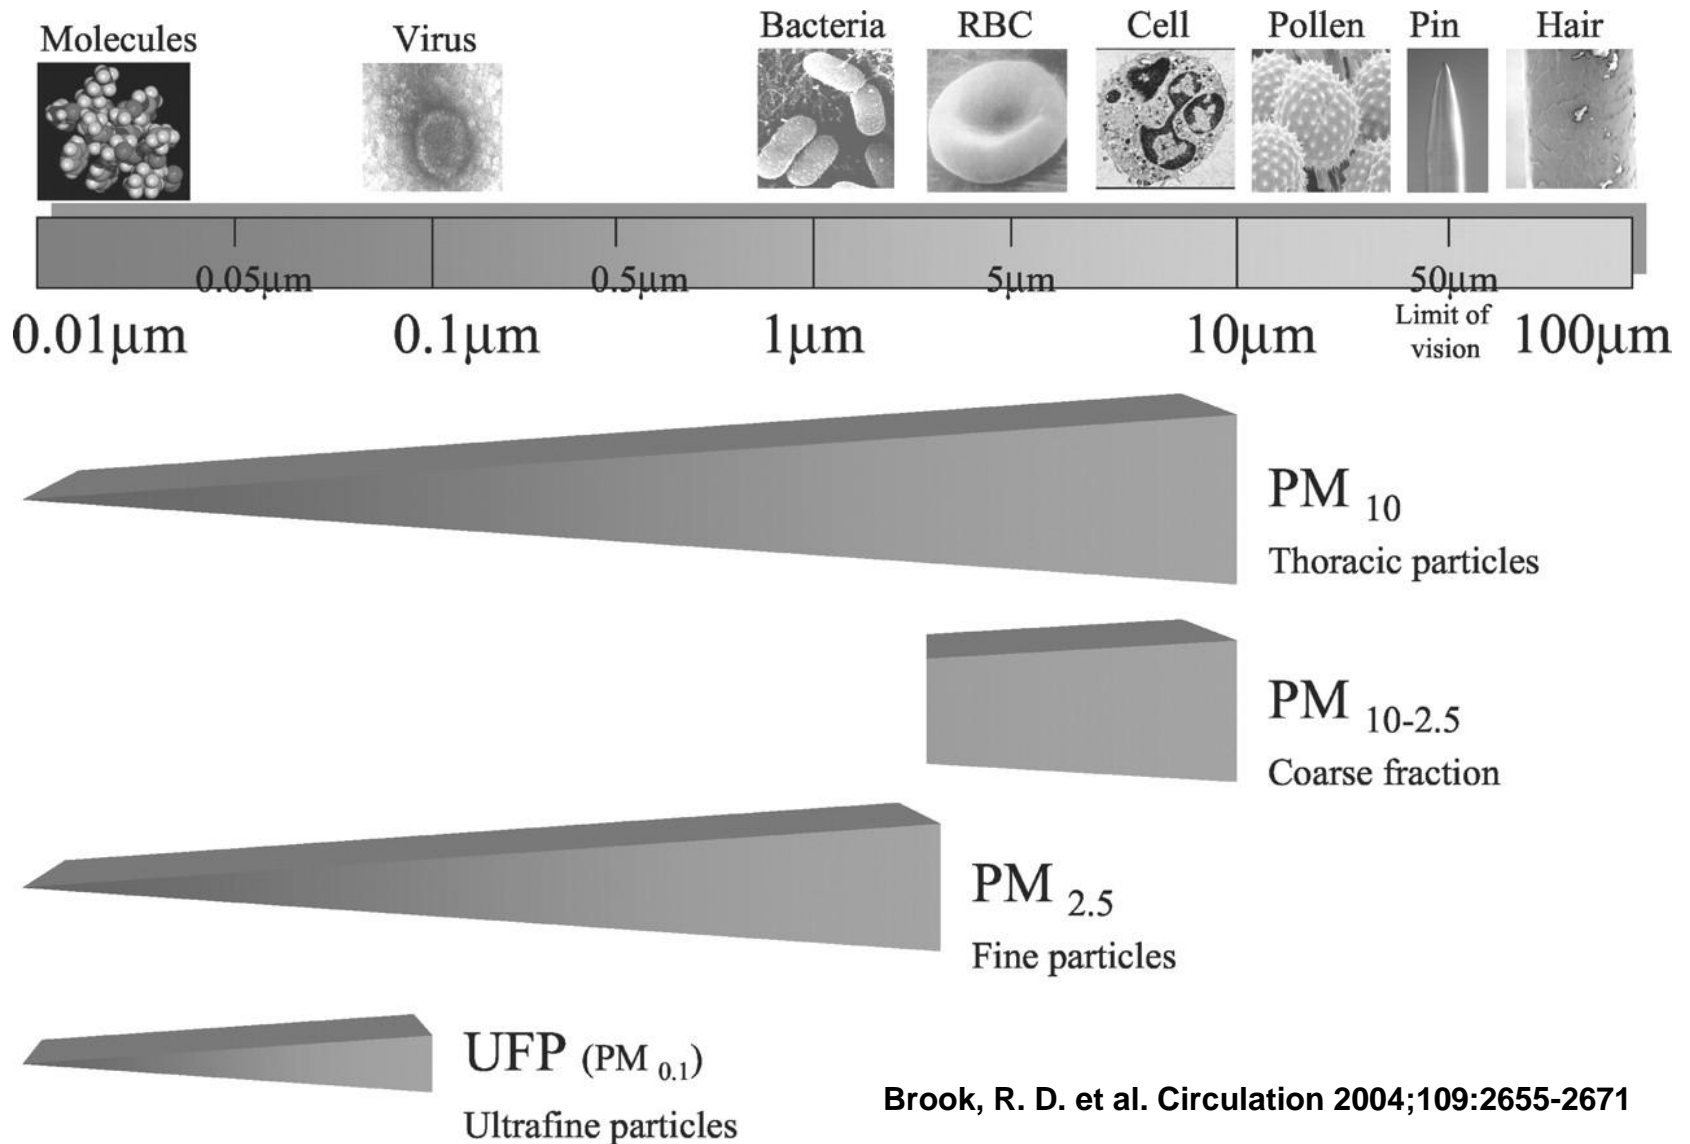 Molecules
Virus
Bacteria
RBC
Cell
Pollen
Pin
Hair
0.05μm
0.5μm
5μm
50μm
0.01μm
0.1μm
1μm
10μm
Limit of
vision
100μm
PM 10
Thoracic particles
PM 10-2.5
Coarse fraction
PM 2.5
Fine particles
UFP (PM 0.1)
Ultrafine particles
Brook, R. D. et al. Circulation 2004;109:2655-2671